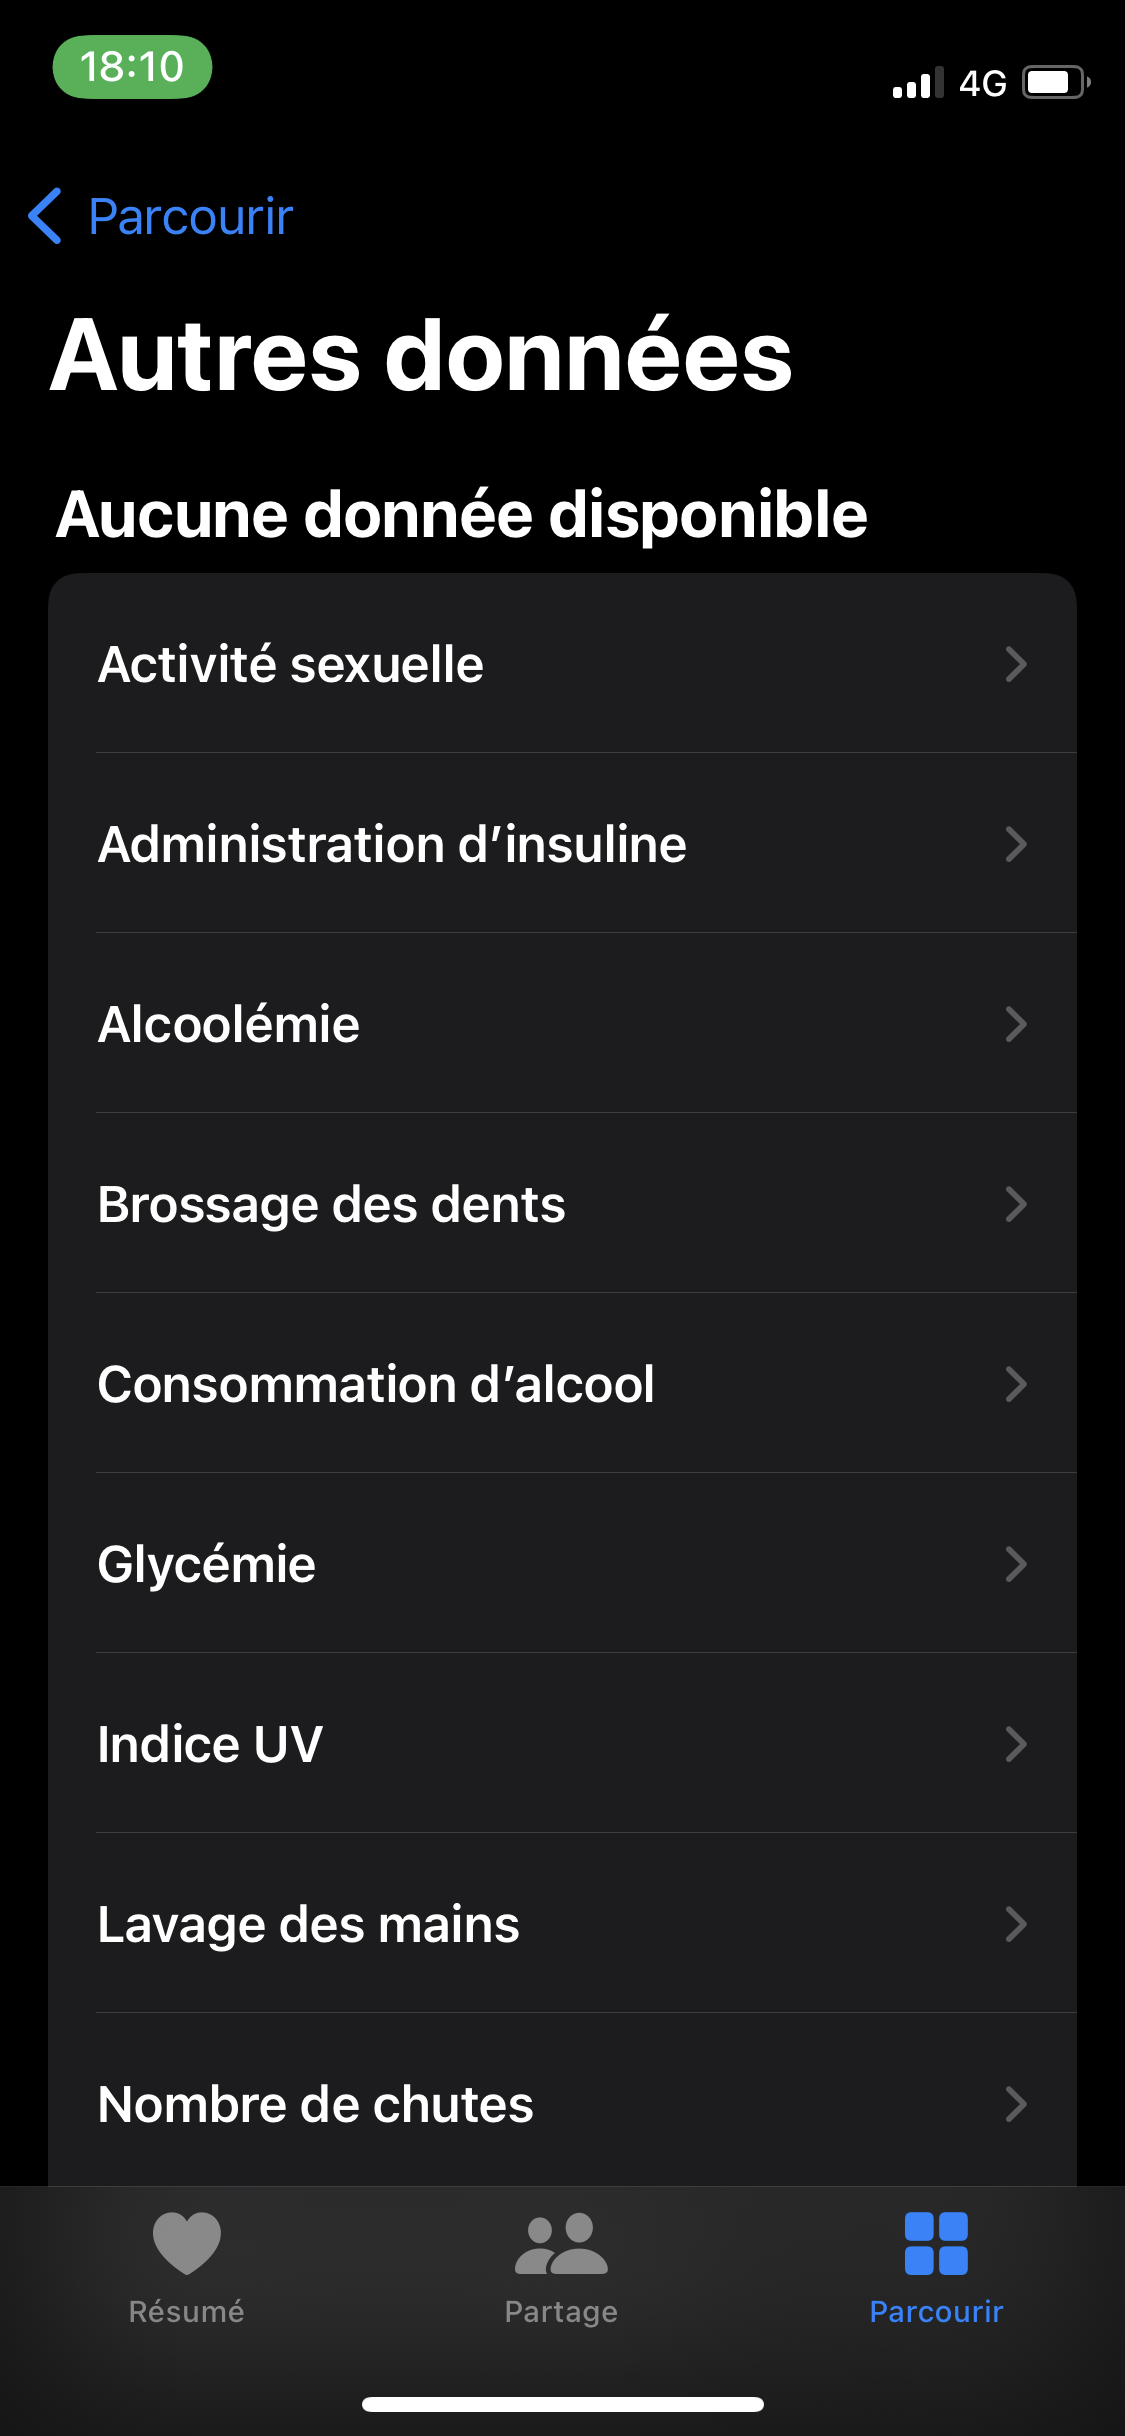 18:10
4G
Parcourir
Autres données
Aucune donnée disponible
Activité sexuelle
Administration d’insuline
Alcoolémie
Brossage des dents
Consommation d’alcool
Glycémie
Indice UV
Lavage des mains
Nombre de chutes
Résumé
Partage
Parcourir